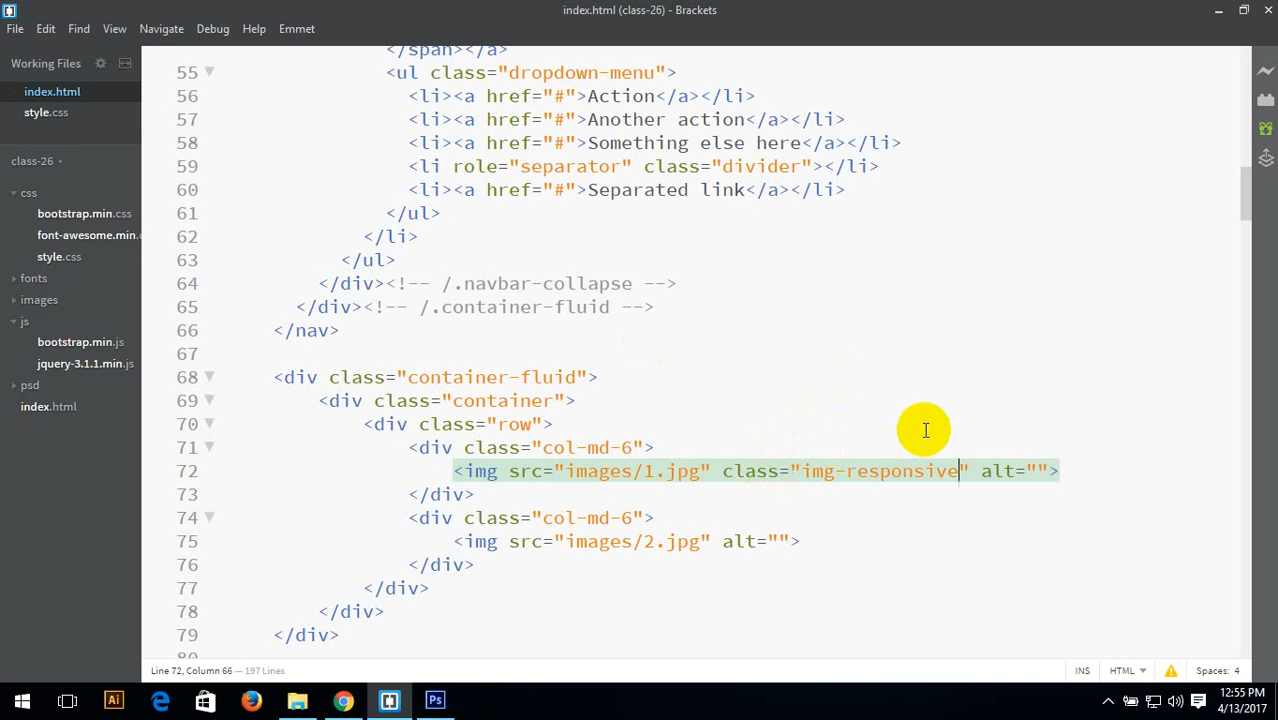 index.html (class-26) - Brackets
File Edit Find View Navigate Debug Help Emmet
Working Files
index.html
style.css
class-26
css
bootstrap.min.css
font-awesome.min.c
style.css
fonts
images
js
bootstrap.min.js
jquery-3.1.1.min.js
psd
index.html
</span></a>
55 <ul class="dropdown-menu">
56 <li><a href="#">Action</a></li>
57 <li><a href="#">Another action</a></li>
58 <li><a href="#">Something else here</a></li>
59 <li role="separator" class="divider"></li>
60 <li><a href="#">Separated link</a></li>
61 </ul>
62 </li>
63 </ul>
64 </div><!-- /.navbar-collapse -->
65 </div><!-- /.container-fluid -->
66 </nav>
67
68 <div class="container-fluid">
69 <div class="container">
70 <div class="row">
71 <div class="col-md-6">
72 <img src="images/1.jpg" class="img-responsive" alt="">
73 </div>
74 <div class="col-md-6">
75 <img src="images/2.jpg" alt="">
76 </div>
77 </div>
78 </div>
79 </div>
80
Line 72, Column 66 — 197 Lines
INS HTML Spaces: 4
Ai Ps
12:55 PM
4/13/2017